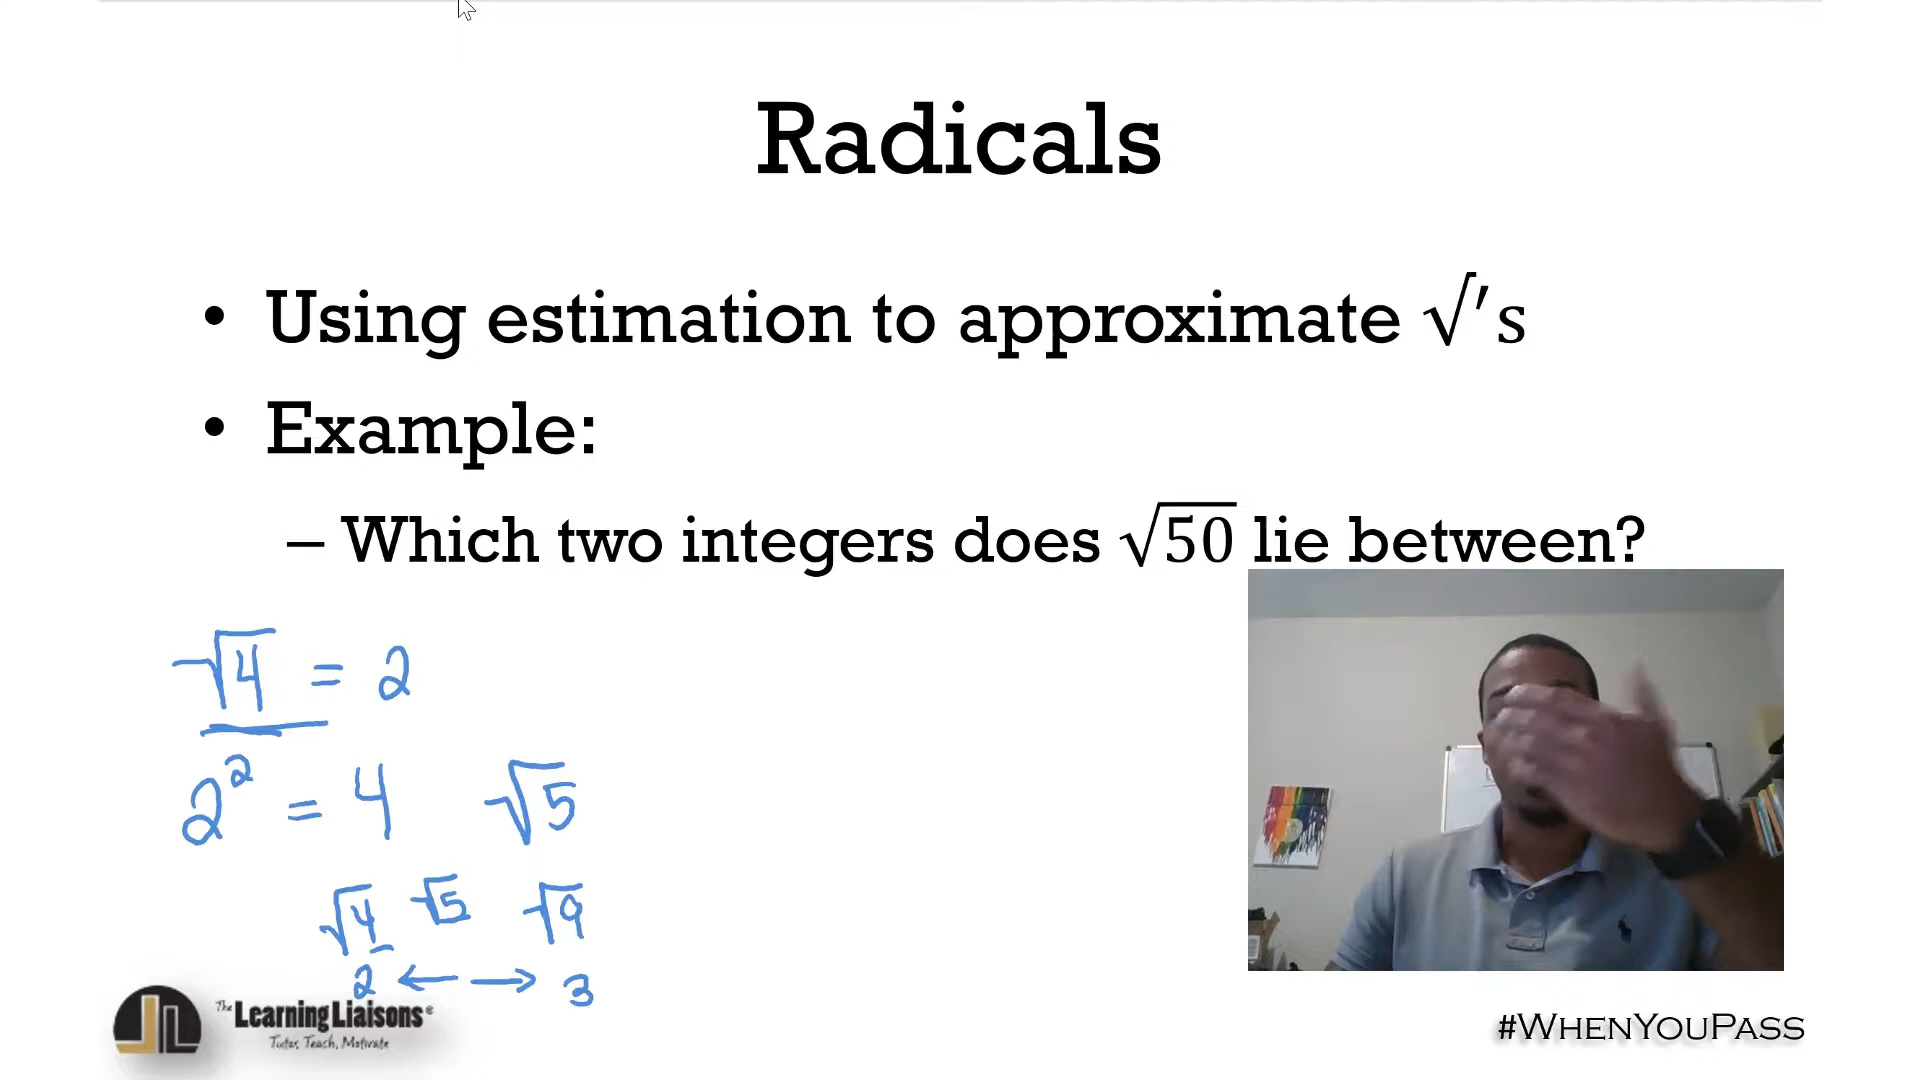 Radicals
• Using estimation to approximate √′s
• Example:
– Which two integers does √50 lie between?
√4 = 2
2² = 4 √5
√4 √5 √9
2 ← → 3
The Learning Liaisons®
Tutor, Teach, Motivate
#WHENYOUPASS